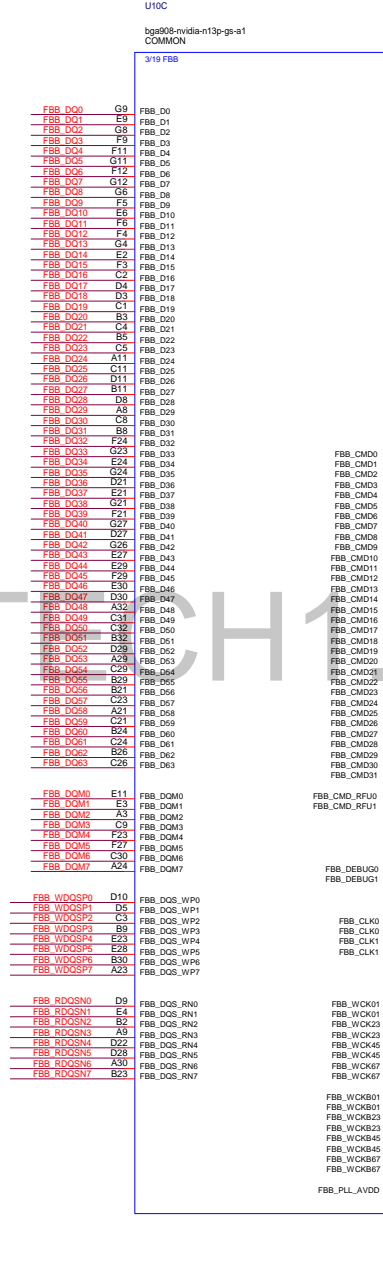 U10C
bga908-nvidia-n13p-gs-a1
COMMON
3/19 FBB
FBB_DQ0 G9 FBB_D0
FBB_DQ1 E9 FBB_D1
FBB_DQ2 G8 FBB_D2
FBB_DQ3 F9 FBB_D3
FBB_DQ4 F11 FBB_D4
FBB_DQ5 G11 FBB_D5
FBB_DQ6 F12 FBB_D6
FBB_DQ7 G12 FBB_D7
FBB_DQ8 G6 FBB_D8
FBB_DQ9 F5 FBB_D9
FBB_DQ10 E6 FBB_D10
FBB_DQ11 F6 FBB_D11
FBB_DQ12 F4 FBB_D12
FBB_DQ13 G4 FBB_D13
FBB_DQ14 E2 FBB_D14
FBB_DQ15 F3 FBB_D15
FBB_DQ16 C2 FBB_D16
FBB_DQ17 D4 FBB_D17
FBB_DQ18 D3 FBB_D18
FBB_DQ19 C1 FBB_D19
FBB_DQ20 B3 FBB_D20
FBB_DQ21 C4 FBB_D21
FBB_DQ22 B5 FBB_D22
FBB_DQ23 C5 FBB_D23
FBB_DQ24 A11 FBB_D24
FBB_DQ25 C11 FBB_D25
FBB_DQ26 D11 FBB_D26
FBB_DQ27 B11 FBB_D27
FBB_DQ28 D8 FBB_D28
FBB_DQ29 A8 FBB_D29
FBB_DQ30 C8 FBB_D30
FBB_DQ31 B8 FBB_D31
FBB_DQ32 F24 FBB_D32
FBB_DQ33 G23 FBB_D33 FBB_CMD0
FBB_DQ34 E24 FBB_D34 FBB_CMD1
FBB_DQ35 G24 FBB_D35 FBB_CMD2
FBB_DQ36 D21 FBB_D36 FBB_CMD3
FBB_DQ37 E21 FBB_D37 FBB_CMD4
FBB_DQ38 G21 FBB_D38 FBB_CMD5
FBB_DQ39 F21 FBB_D39 FBB_CMD6
FBB_DQ40 G27 FBB_D40 FBB_CMD7
FBB_DQ41 D27 FBB_D41 FBB_CMD8
FBB_DQ42 G26 FBB_D42 FBB_CMD9
FBB_DQ43 E27 FBB_D43 FBB_CMD10
FBB_DQ44 E29 FBB_D44 FBB_CMD11
FBB_DQ45 F29 FBB_D45 FBB_CMD12
FBB_DQ46 E30 FBB_D46 FBB_CMD13
FBB_DQ47 D30 FBB_D47 FBB_CMD14
FBB_DQ48 A32 FBB_D48 FBB_CMD15
FBB_DQ49 C31 FBB_D49 FBB_CMD16
FBB_DQ50 C32 FBB_D50 FBB_CMD17
FBB_DQ51 B32 FBB_D51 FBB_CMD18
FBB_DQ52 D29 FBB_D52 FBB_CMD19
FBB_DQ53 A29 FBB_D53 FBB_CMD20
FBB_DQ54 C29 FBB_D54 FBB_CMD21
FBB_DQ55 B29 FBB_D55 FBB_CMD22
FBB_DQ56 B21 FBB_D56 FBB_CMD23
FBB_DQ57 C23 FBB_D57 FBB_CMD24
FBB_DQ58 A21 FBB_D58 FBB_CMD25
FBB_DQ59 C21 FBB_D59 FBB_CMD26
FBB_DQ60 B24 FBB_D60 FBB_CMD27
FBB_DQ61 C24 FBB_D61 FBB_CMD28
FBB_DQ62 B26 FBB_D62 FBB_CMD29
FBB_DQ63 C26 FBB_D63 FBB_CMD30
FBB_CMD31
FBB_DQM0 E11 FBB_DQM0 FBB_CMD_RFU0
FBB_DQM1 E3 FBB_DQM1 FBB_CMD_RFU1
FBB_DQM2 A3 FBB_DQM2
FBB_DQM3 C9 FBB_DQM3
FBB_DQM4 F23 FBB_DQM4
FBB_DQM5 F27 FBB_DQM5
FBB_DQM6 C30 FBB_DQM6
FBB_DQM7 A24 FBB_DQM7 FBB_DEBUG0
FBB_DEBUG1
FBB_WDQSP0 D10 FBB_DQS_WP0
FBB_WDQSP1 D5 FBB_DQS_WP1
FBB_WDQSP2 C3 FBB_DQS_WP2 FBB_CLK0
FBB_WDQSP3 B9 FBB_DQS_WP3 FBB_CLK0
FBB_WDQSP4 E23 FBB_DQS_WP4 FBB_CLK1
FBB_WDQSP5 E28 FBB_DQS_WP5 FBB_CLK1
FBB_WDQSP6 B30 FBB_DQS_WP6
FBB_WDQSP7 A23 FBB_DQS_WP7
FBB_RDQSN0 D9 FBB_DQS_RN0 FBB_WCK01
FBB_RDQSN1 E4 FBB_DQS_RN1 FBB_WCK01
FBB_RDQSN2 B2 FBB_DQS_RN2 FBB_WCK23
FBB_RDQSN3 A9 FBB_DQS_RN3 FBB_WCK23
FBB_RDQSN4 D22 FBB_DQS_RN4 FBB_WCK45
FBB_RDQSN5 D28 FBB_DQS_RN5 FBB_WCK45
FBB_RDQSN6 A30 FBB_DQS_RN6 FBB_WCK67
FBB_RDQSN7 B23 FBB_DQS_RN7 FBB_WCK67
FBB_WCKB01
FBB_WCKB01
FBB_WCKB23
FBB_WCKB23
FBB_WCKB45
FBB_WCKB45
FBB_WCKB67
FBB_WCKB67
FBB_PLL_AVDD